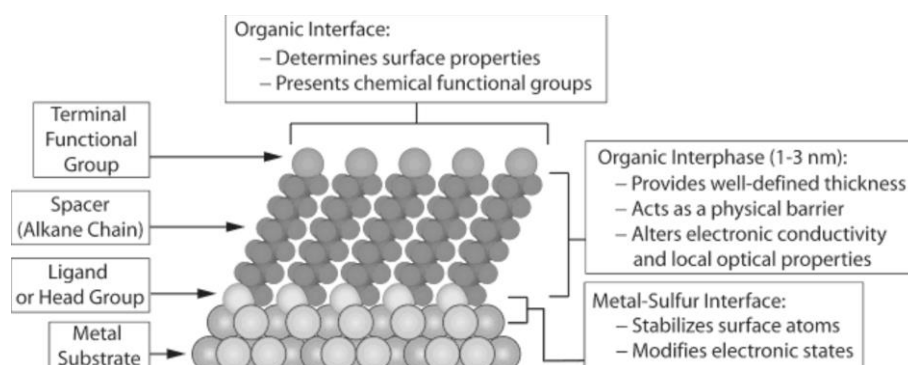 Organic Interface:
– Determines surface properties
– Presents chemical functional groups
Terminal
Functional
Group
Spacer
(Alkane Chain)
Ligand
or Head Group
Metal
Substrate
Organic Interphase (1-3 nm):
– Provides well-defined thickness
– Acts as a physical barrier
– Alters electronic conductivity
and local optical properties
Metal-Sulfur Interface:
– Stabilizes surface atoms
– Modifies electronic states